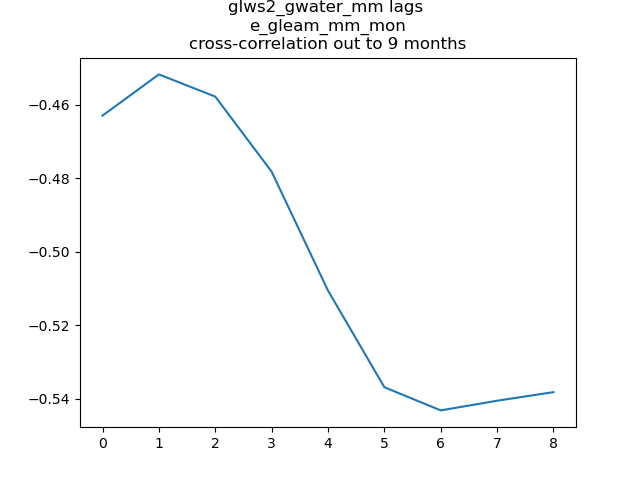 glws2_gwater_mm lags
e_gleam_mm_mon
cross-correlation out to 9 months
−0.46
−0.48
−0.50
−0.52
−0.54
0 1 2 3 4 5 6 7 8